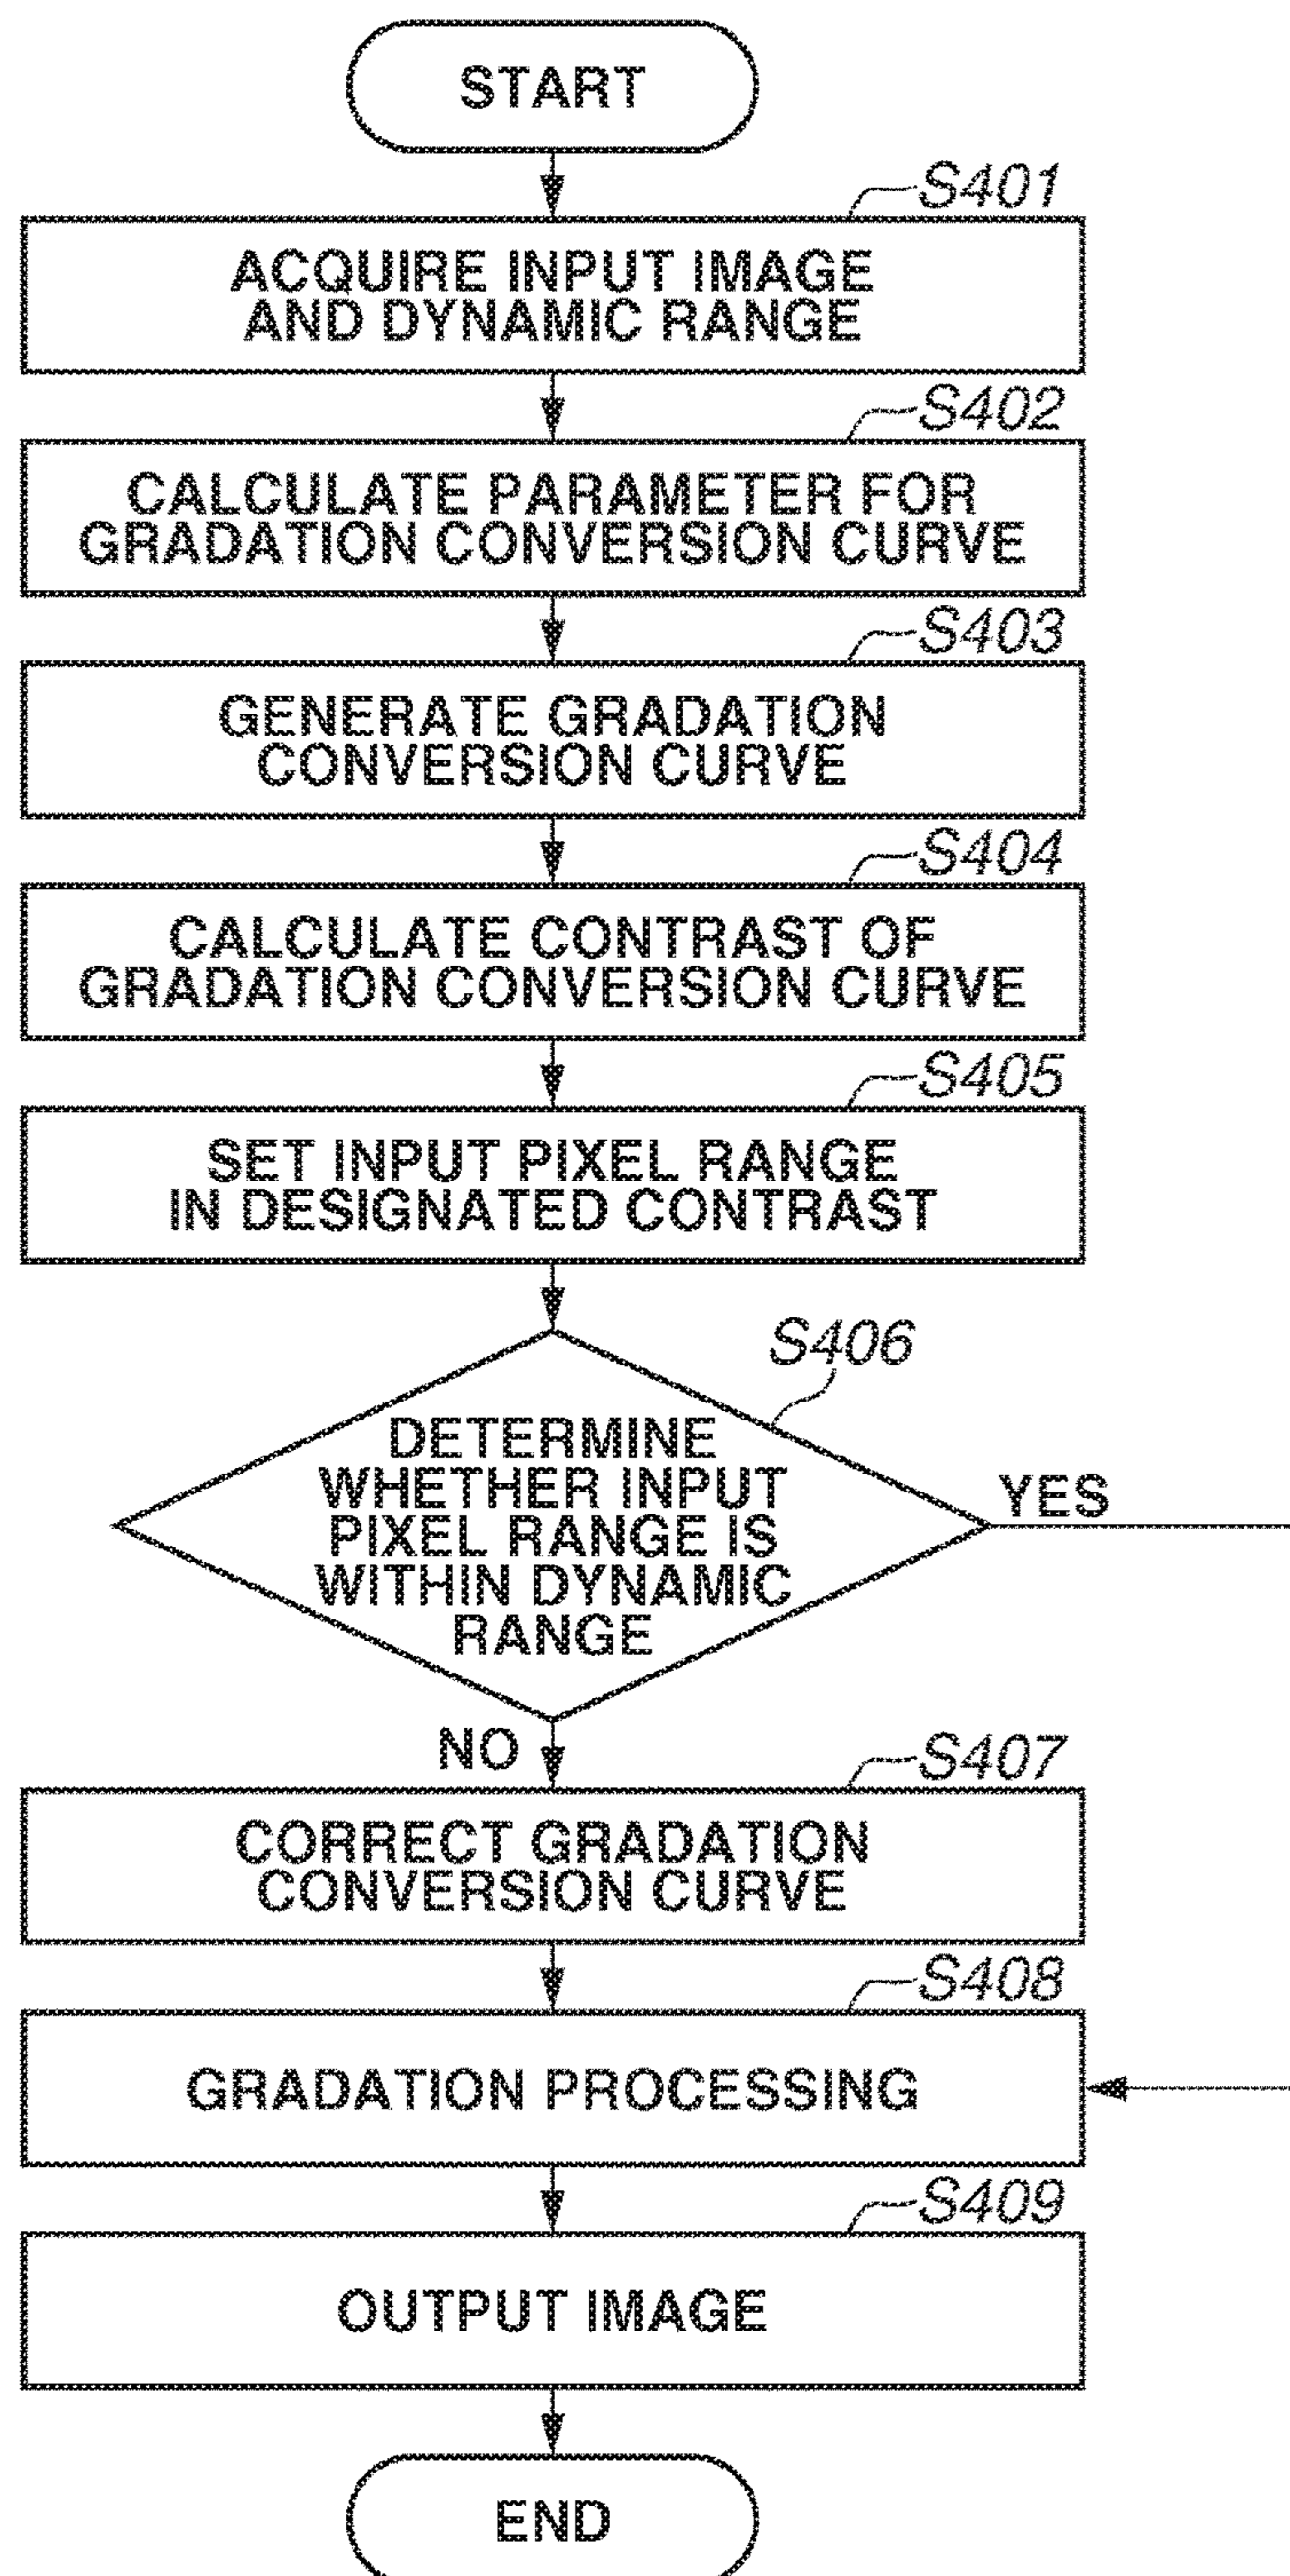 START
S401
ACQUIRE INPUT IMAGE
AND DYNAMIC RANGE
S402
CALCULATE PARAMETER FOR
GRADATION CONVERSION CURVE
S403
GENERATE GRADATION
CONVERSION CURVE
S404
CALCULATE CONTRAST OF
GRADATION CONVERSION CURVE
S405
SET INPUT PIXEL RANGE
IN DESIGNATED CONTRAST
S406
DETERMINE
WHETHER INPUT
PIXEL RANGE IS
WITHIN DYNAMIC
RANGE
YES
NO
S407
CORRECT GRADATION
CONVERSION CURVE
S408
GRADATION PROCESSING
S409
OUTPUT IMAGE
END